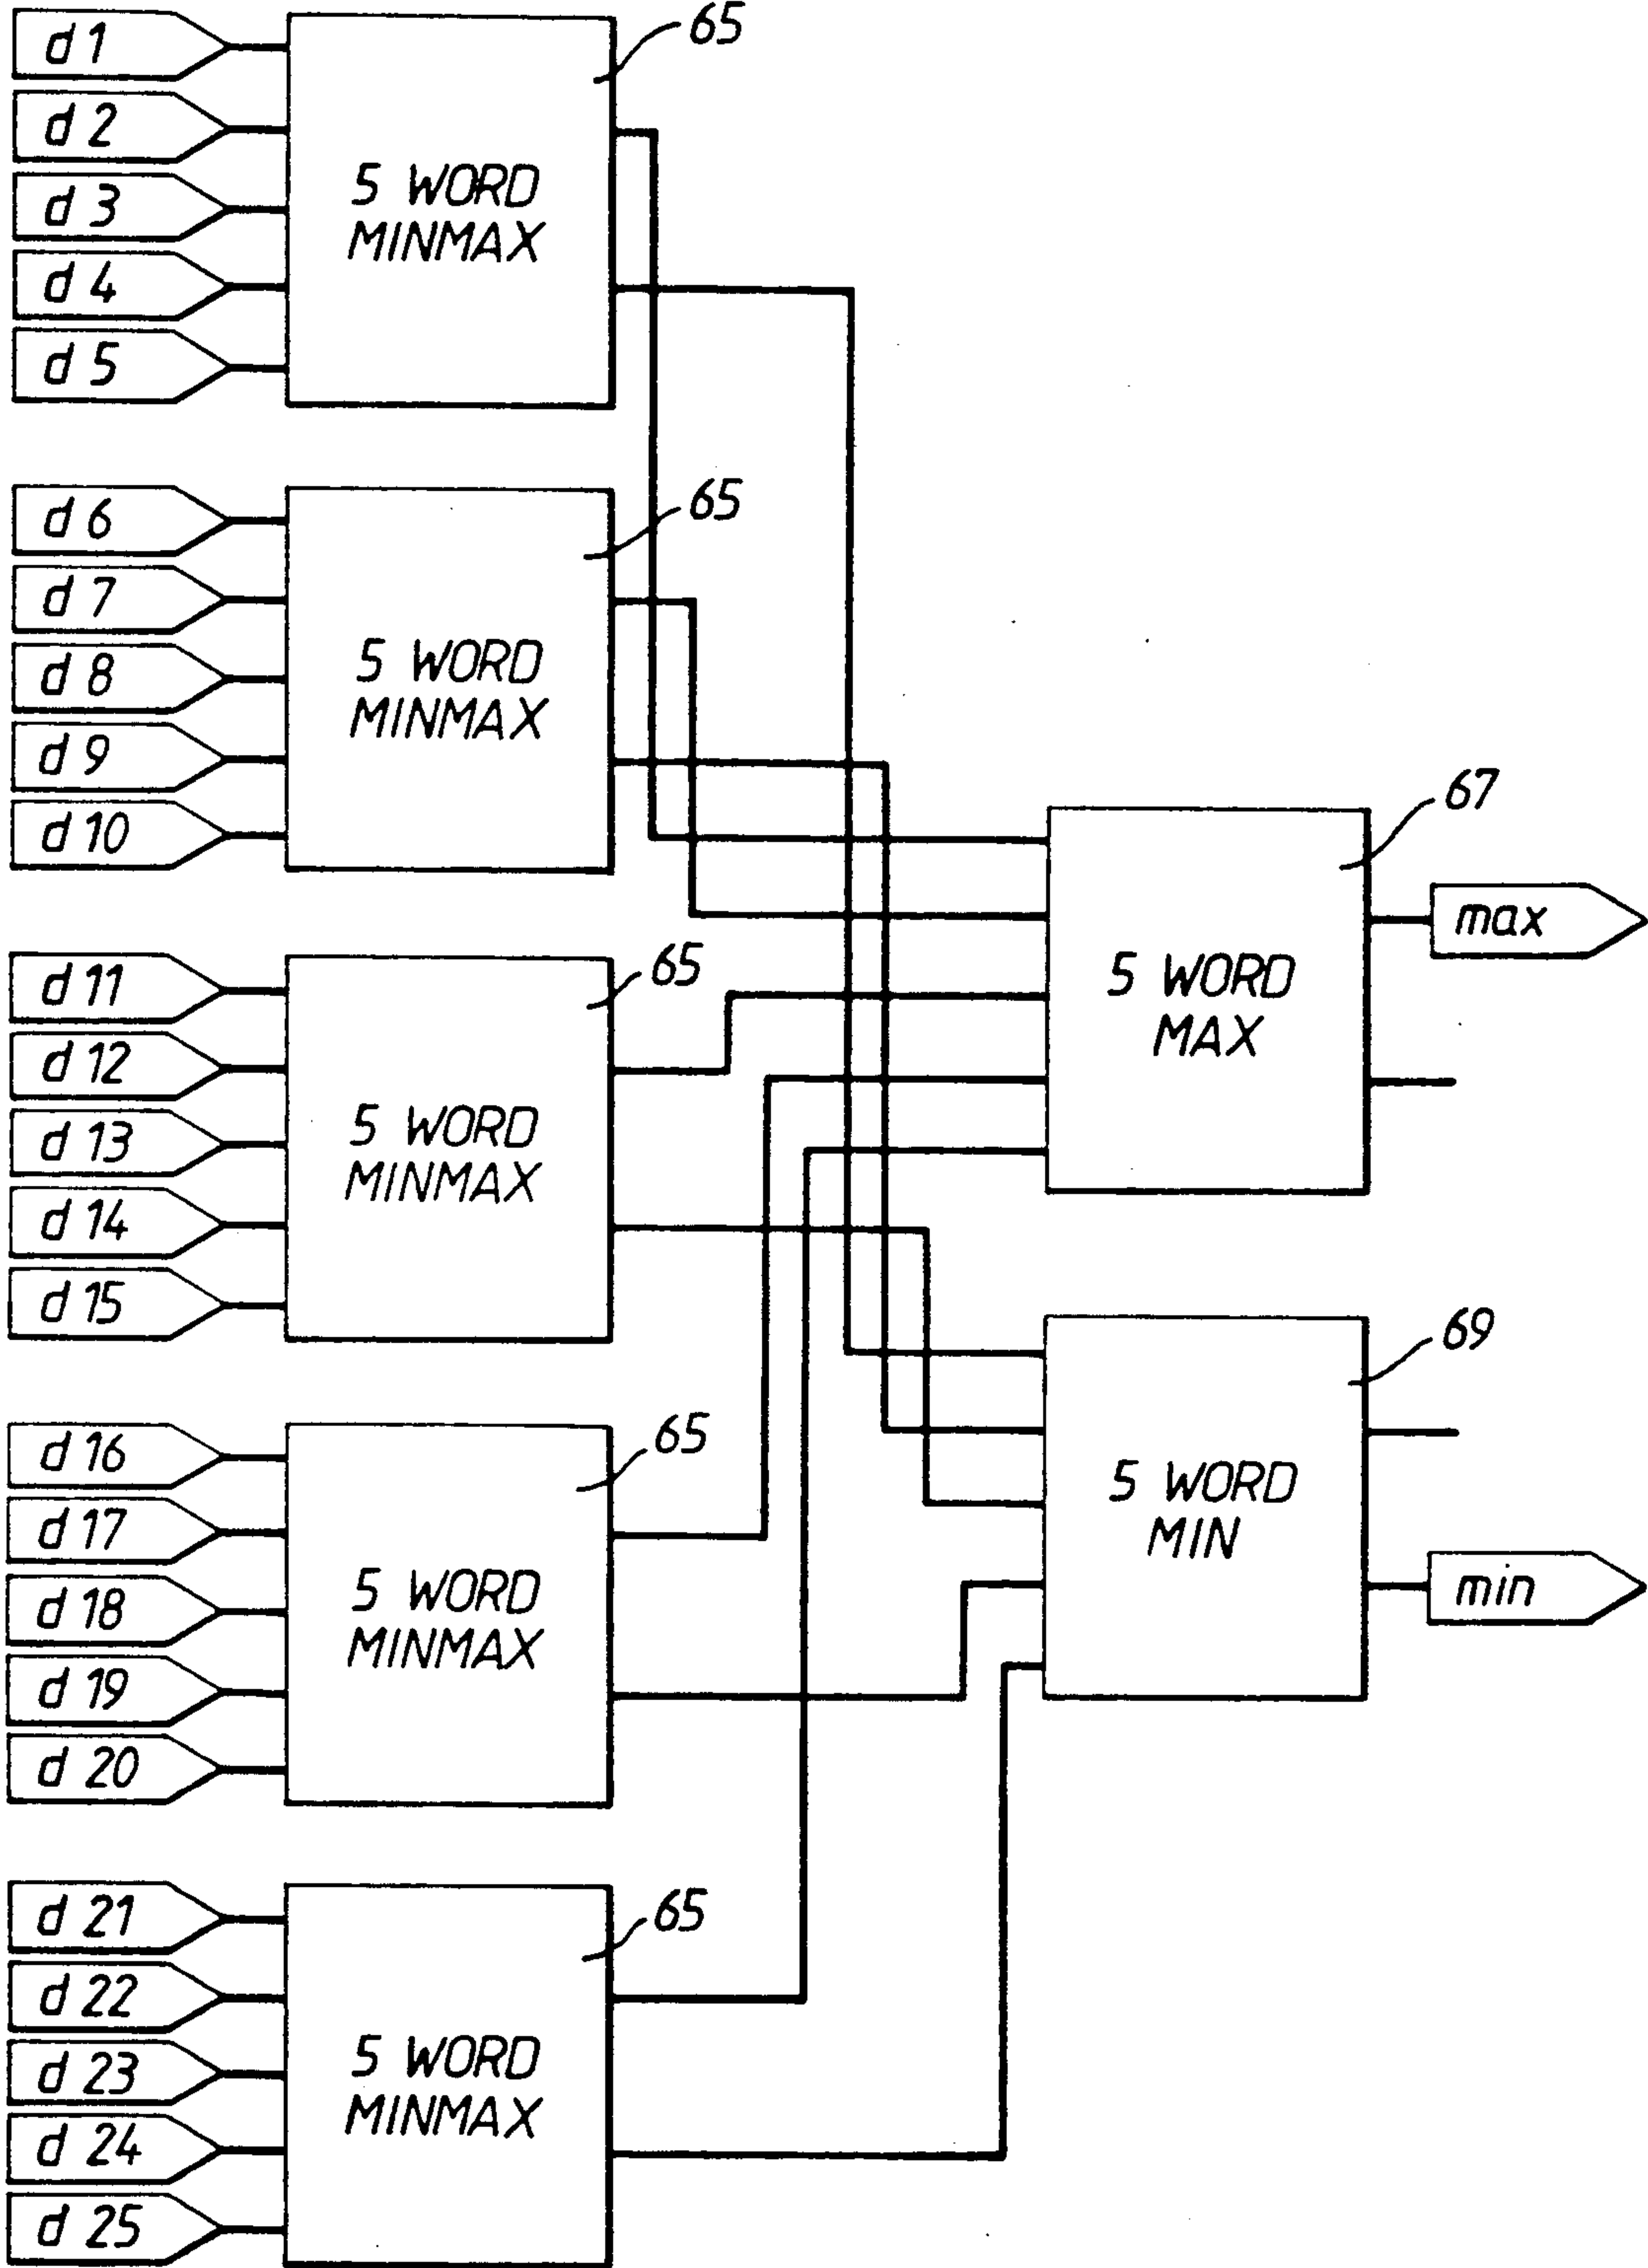 d 1
d 2
d 3
d 4
d 5
65
5 WORD
MINMAX
d 6
d 7
d 8
d 9
d 10
65
5 WORD
MINMAX
d 11
d 12
d 13
d 14
d 15
65
5 WORD
MINMAX
d 16
d 17
d 18
d 19
d 20
65
5 WORD
MINMAX
d 21
d 22
d 23
d 24
d 25
65
5 WORD
MINMAX
67
5 WORD
MAX
max
69
5 WORD
MIN
min